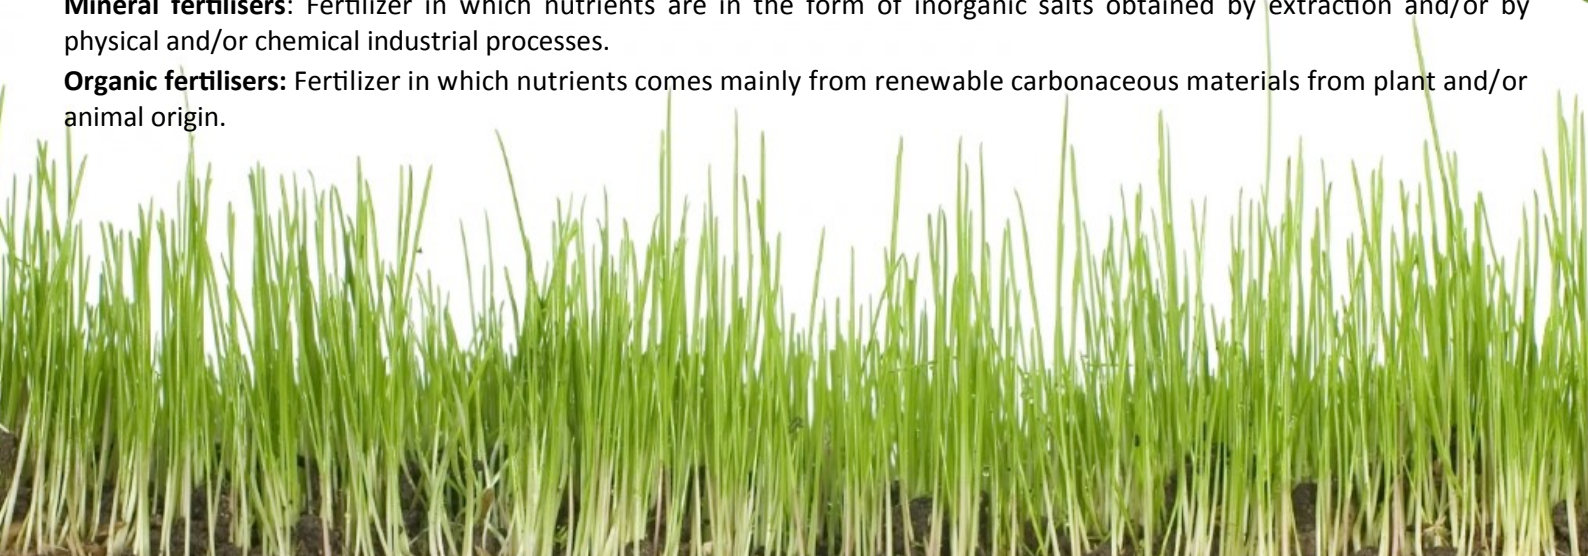 Mineral fertilisers: Fertilizer in which nutrients are in the form of inorganic salts obtained by extraction and/or by
physical and/or chemical industrial processes.
Organic fertilisers: Fertilizer in which nutrients comes mainly from renewable carbonaceous materials from plant and/or
animal origin.